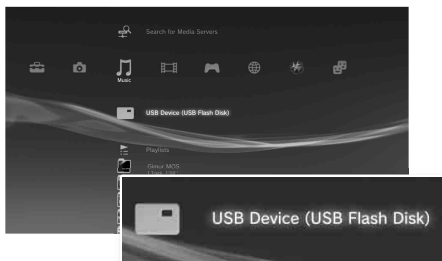 Search for Media Servers
Music
USB Device (USB Flash Disk)
Playlists
USB Device (USB Flash Disk)